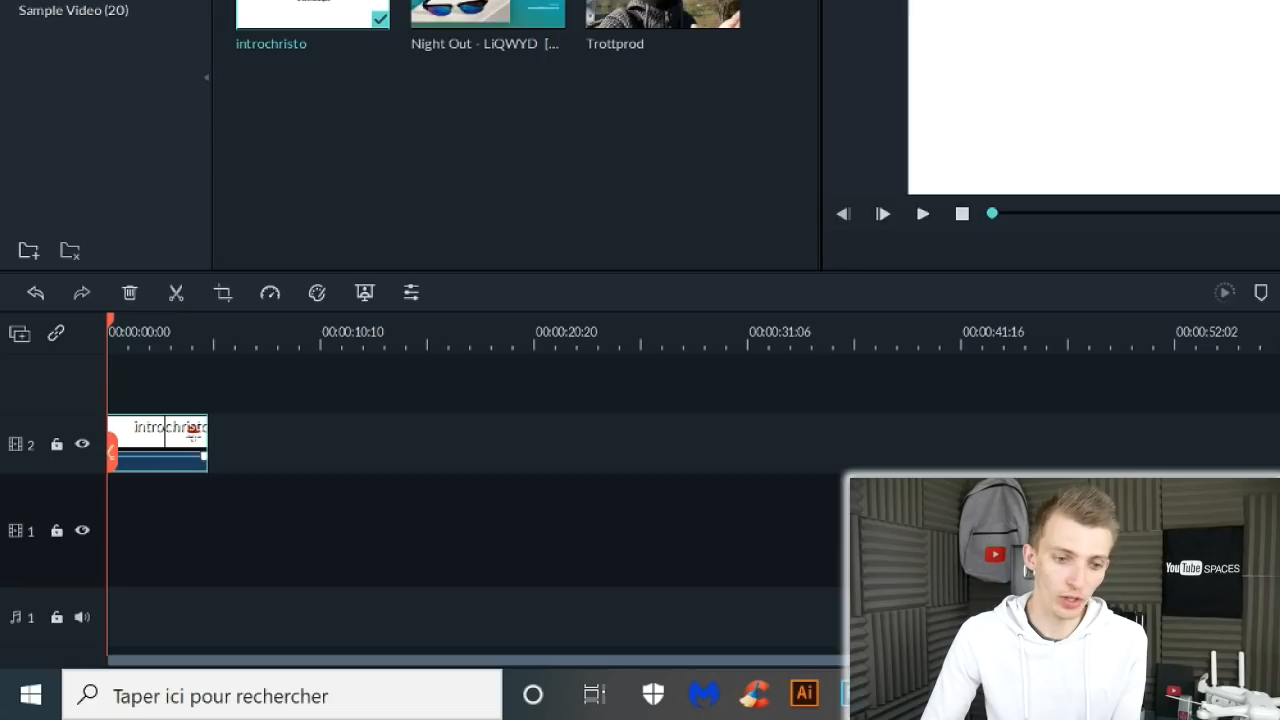 Sample Video (20)
introchristo
Night Out - LiQWYD [...
Trottprod
00:00:00:00
00:00:10:10
00:00:20:20
00:00:31:06
00:00:41:16
00:00:52:02
introchristo
2
1
1
YouTube SPACES
Taper ici pour rechercher
Ai